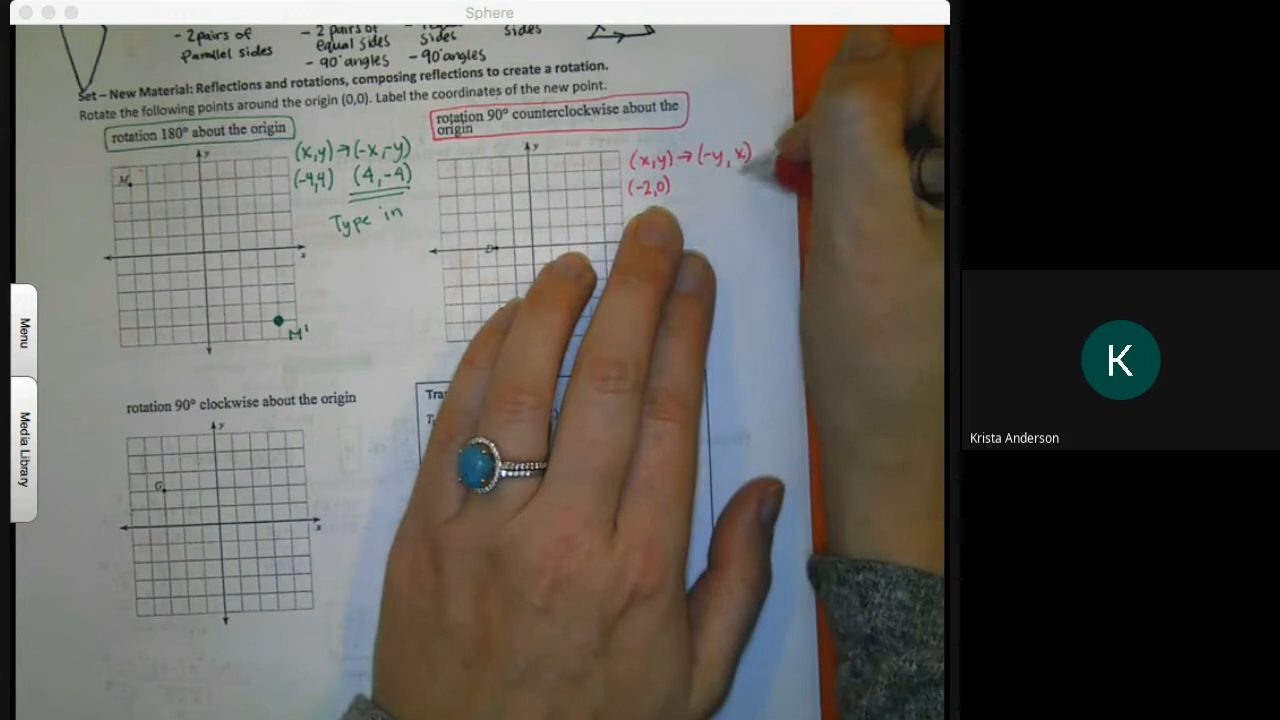 Sphere
- 2 pairs of
Parallel sides
- 2 pairs of
equal sides
- 90° angles
sides
- 90° angles
sides
Set – New Material: Reflections and rotations, composing reflections to create a rotation.
Rotate the following points around the origin (0,0). Label the coordinates of the new point.
rotation 180° about the origin
(x,y) → (-x,-y)
(-4,4) (4,-4)
Type in
M
y
x
M'
rotation 90° counterclockwise about the
origin
(x,y) → (-y, x)
(-2,0)
y
rotation 90° clockwise about the origin
y
G
x
Menu
Media Library
K
Krista Anderson